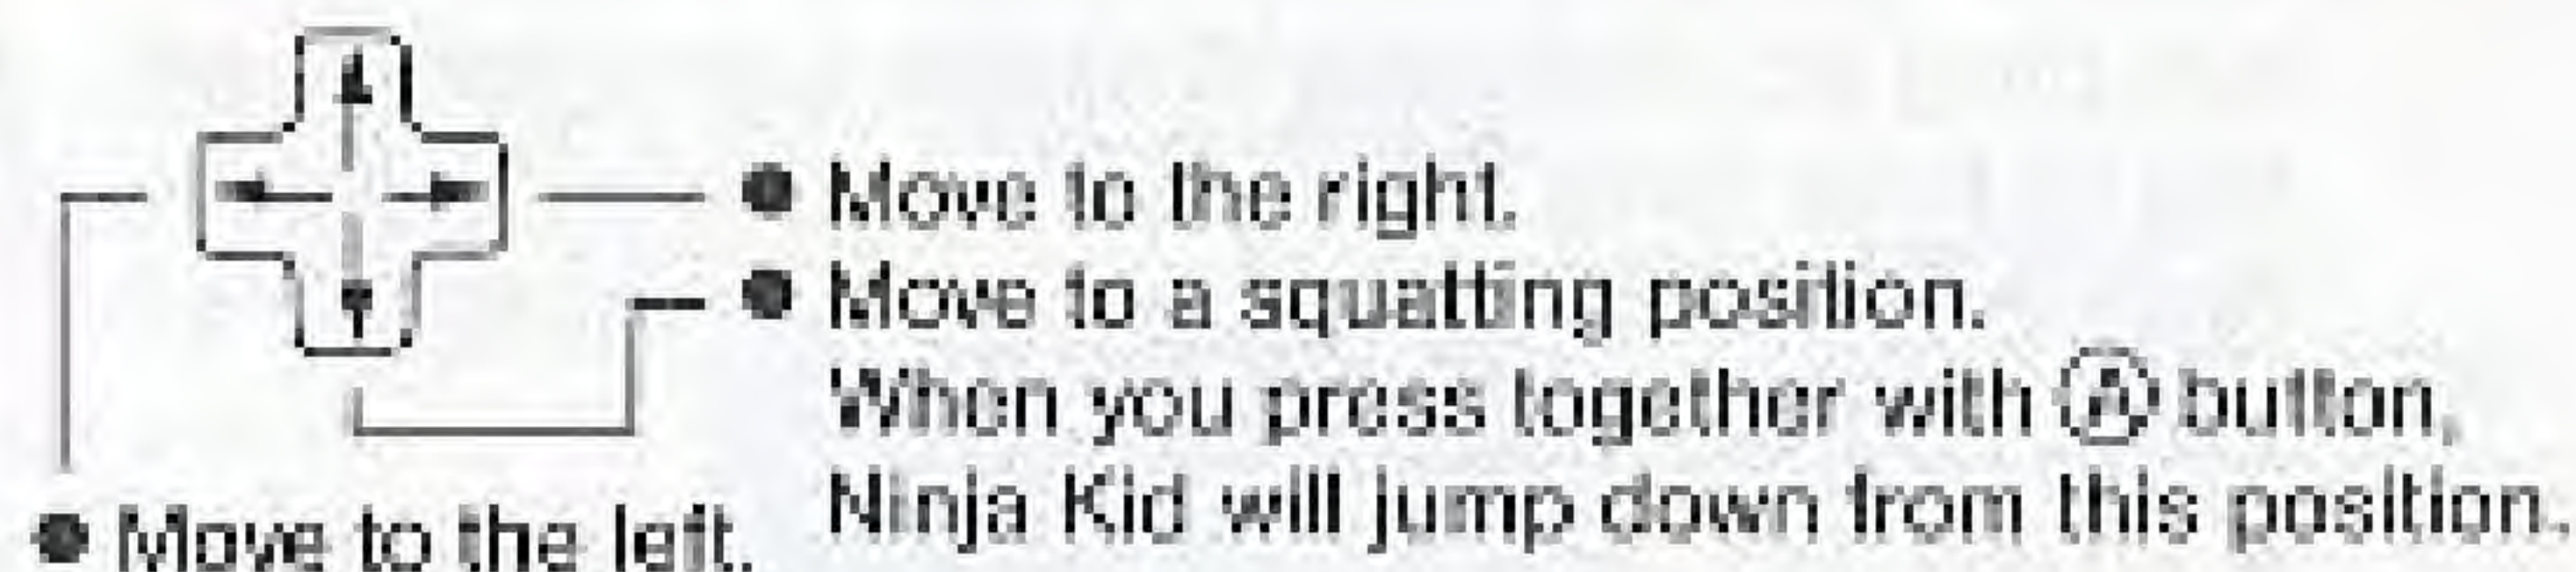 ● Move to the right.
● Move to a squatting position.
When you press together with Ⓐ button,
Ninja Kid will jump down from this position.
● Move to the left.